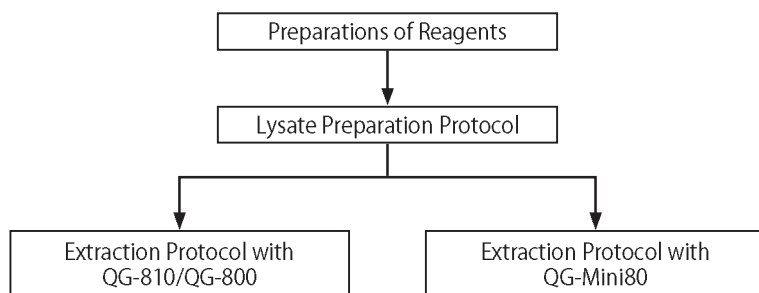 Preparations of Reagents
Lysate Preparation Protocol
Extraction Protocol with
QG-810/QG-800
Extraction Protocol with
QG-Mini80